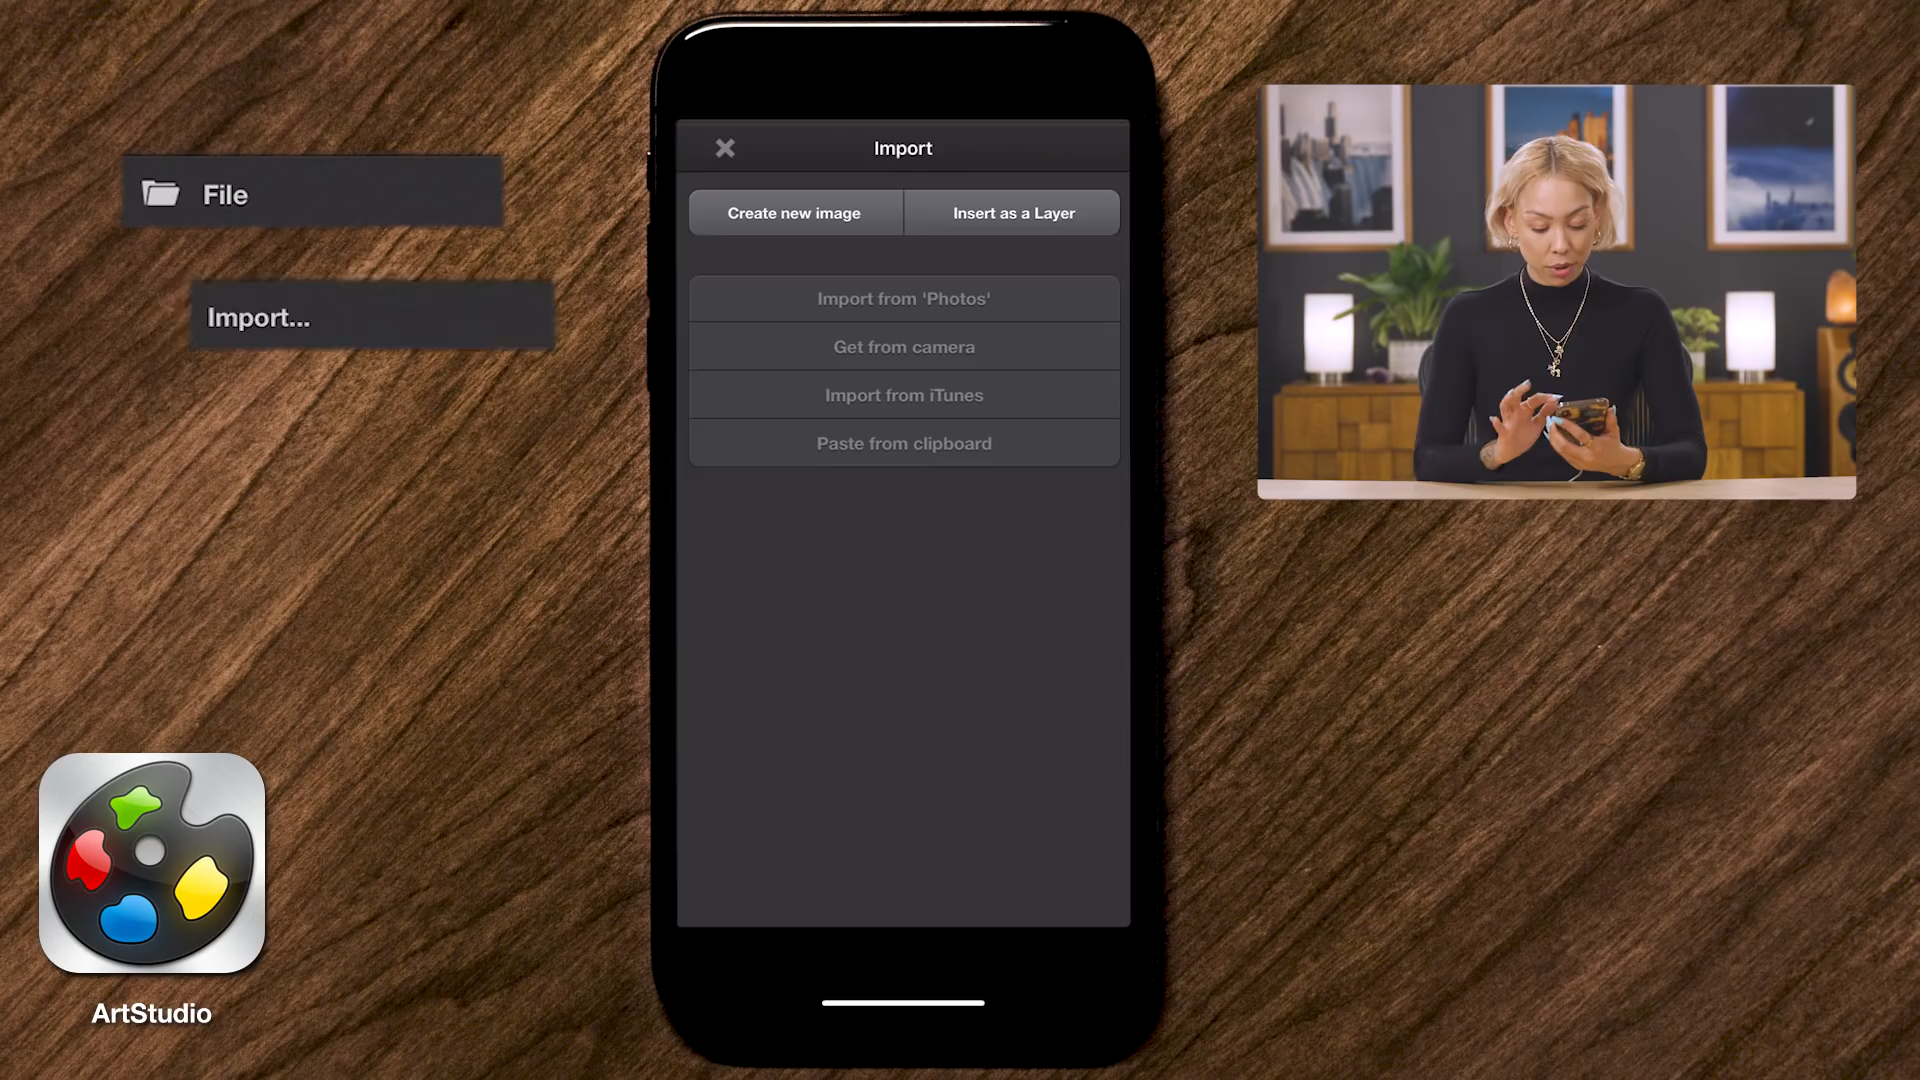 File
Import...
Import
Create new image
Insert as a Layer
Import from 'Photos'
Get from camera
Import from iTunes
Paste from clipboard
ArtStudio